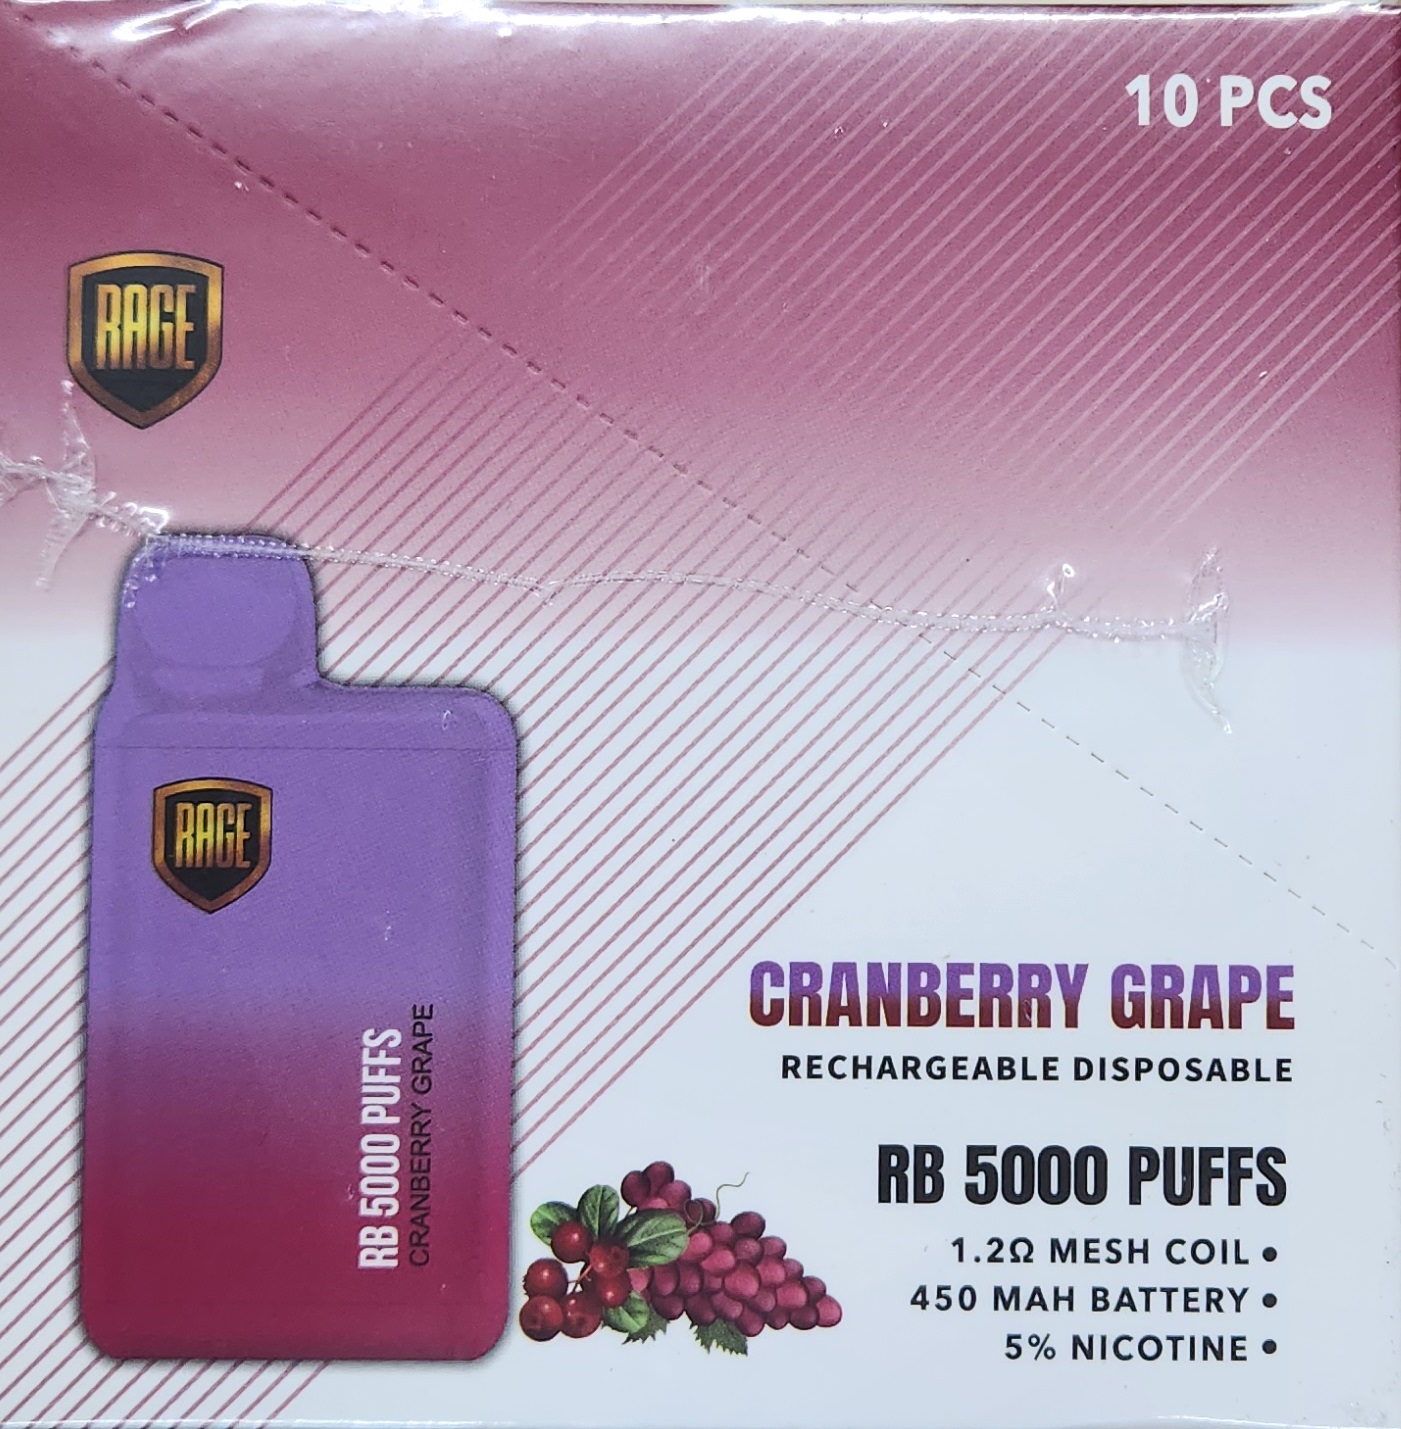 10 PCS
RAGE
RAGE
RB 5000 PUFFS
CRANBERRY GRAPE
CRANBERRY GRAPE
RECHARGEABLE DISPOSABLE
RB 5000 PUFFS
1.2Ω MESH COIL •
450 MAH BATTERY •
5% NICOTINE •